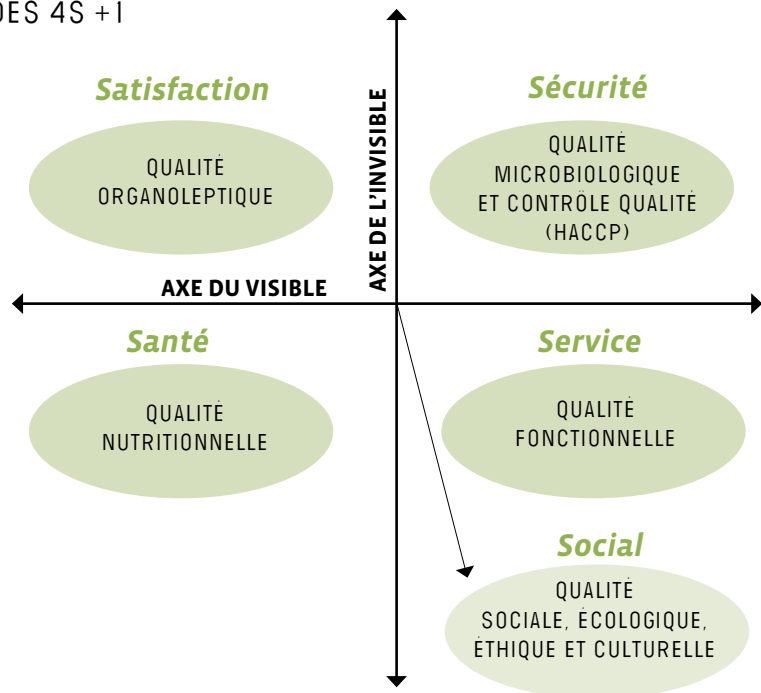 DES 4S +1
Satisfaction
QUALITÉ
ORGANOLEPTIQUE
AXE DE L'INVISIBLE
Sécurité
QUALITÉ
MICROBIOLOGIQUE
ET CONTRÔLE QUALITÉ
(HACCP)
AXE DU VISIBLE
Santé
QUALITÉ
NUTRITIONNELLE
Service
QUALITÉ
FONCTIONNELLE
Social
QUALITÉ
SOCIALE, ÉCOLOGIQUE,
ÉTHIQUE ET CULTURELLE